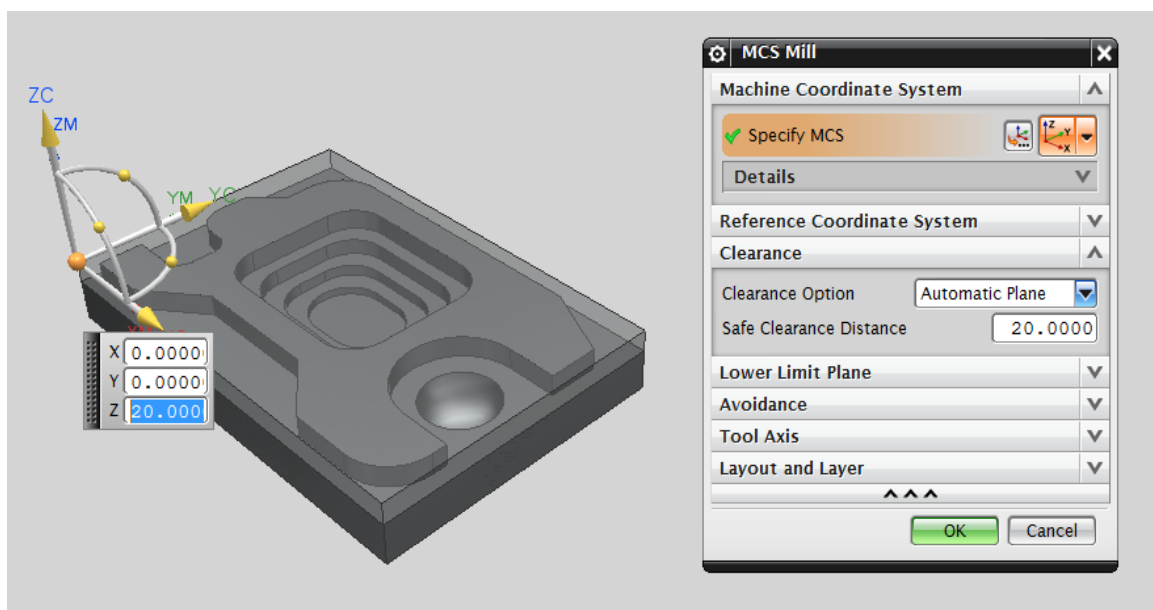 MCS Mill
Machine Coordinate System
Specify MCS
Z
Y
X
Details
Reference Coordinate System
Clearance
Clearance Option Automatic Plane
Safe Clearance Distance 20.0000
Lower Limit Plane
Avoidance
Tool Axis
Layout and Layer
OK Cancel
ZC
ZM
YM YC
X 0.0000
Y 0.0000
Z 20.000